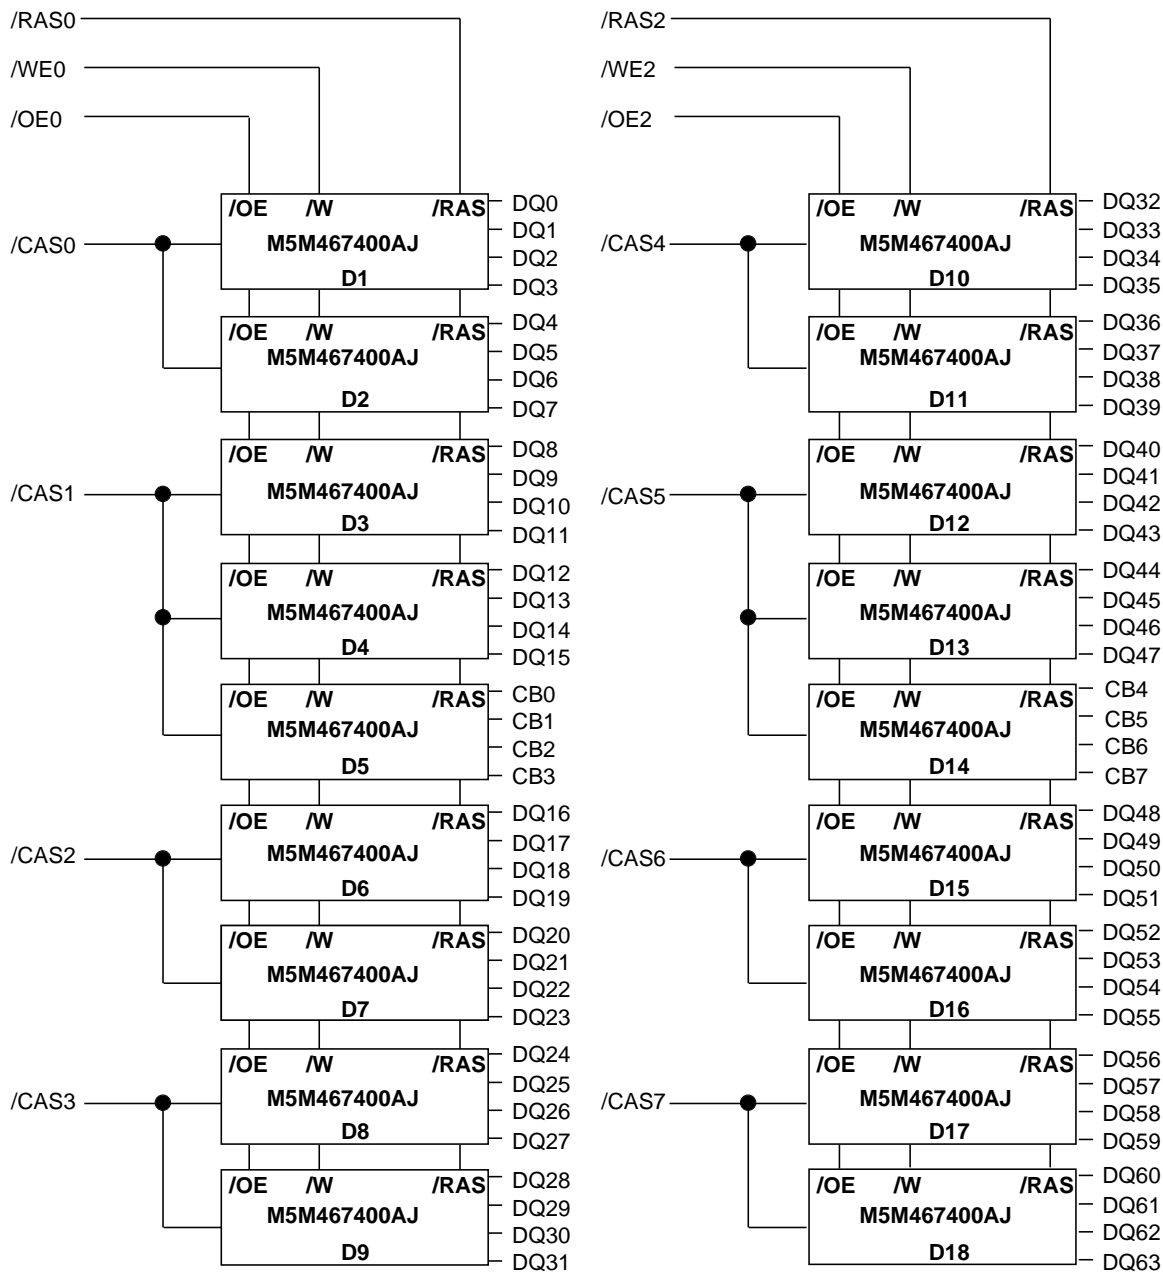 /RAS0
/WE0
/OE0
/OE /W /RAS
DQ0
DQ1
/CAS0
M5M467400AJ
DQ2
D1
DQ3
/OE /W /RAS
DQ4
M5M467400AJ
DQ5
DQ6
D2
DQ7
/OE /W /RAS
DQ8
DQ9
/CAS1
M5M467400AJ
DQ10
D3
DQ11
/OE /W /RAS
DQ12
DQ13
M5M467400AJ
DQ14
D4
DQ15
/OE /W /RAS
CB0
CB1
M5M467400AJ
CB2
D5
CB3
/OE /W /RAS
DQ16
DQ17
/CAS2
M5M467400AJ
DQ18
D6
DQ19
/OE /W /RAS
DQ20
DQ21
M5M467400AJ
DQ22
D7
DQ23
/OE /W /RAS
DQ24
DQ25
/CAS3
M5M467400AJ
DQ26
D8
DQ27
/OE /W /RAS
DQ28
DQ29
M5M467400AJ
DQ30
D9
DQ31
/RAS2
/WE2
/OE2
/OE /W /RAS
DQ32
DQ33
/CAS4
M5M467400AJ
DQ34
D10
DQ35
/OE /W /RAS
DQ36
DQ37
M5M467400AJ
DQ38
D11
DQ39
/OE /W /RAS
DQ40
DQ41
/CAS5
M5M467400AJ
DQ42
D12
DQ43
/OE /W /RAS
DQ44
DQ45
M5M467400AJ
DQ46
D13
DQ47
/OE /W /RAS
CB4
CB5
M5M467400AJ
CB6
D14
CB7
/OE /W /RAS
DQ48
DQ49
/CAS6
M5M467400AJ
DQ50
D15
DQ51
/OE /W /RAS
DQ52
DQ53
M5M467400AJ
DQ54
D16
DQ55
/OE /W /RAS
DQ56
DQ57
/CAS7
M5M467400AJ
DQ58
D17
DQ59
/OE /W /RAS
DQ60
DQ61
M5M467400AJ
DQ62
D18
DQ63